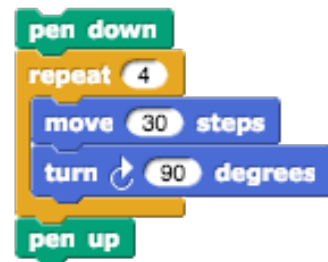 pen down
repeat 4
move 30 steps
turn 90 degrees
pen up